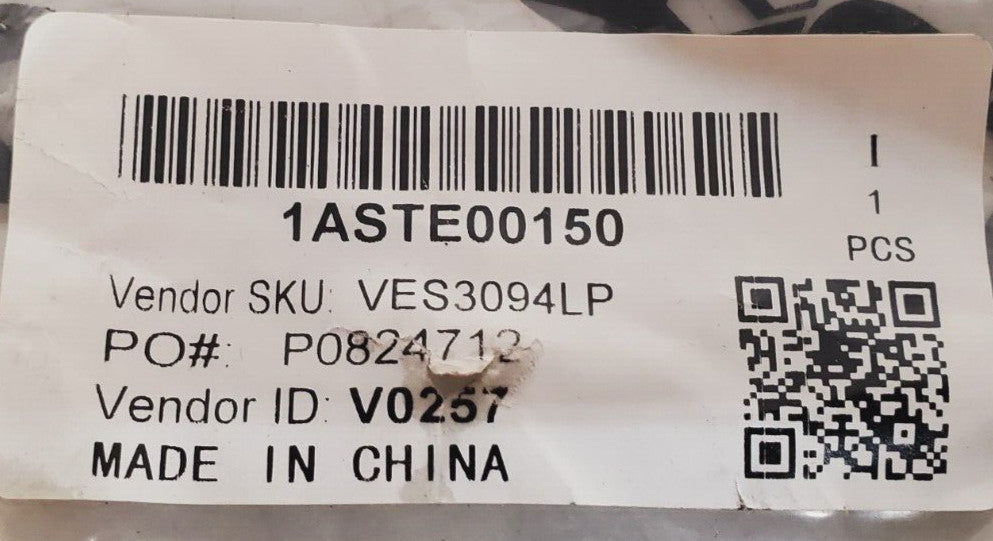 1ASTE00150
I
1
PCS
Vendor SKU: VES3094LP
PO#: P0824712
Vendor ID: V0257
MADE IN CHINA